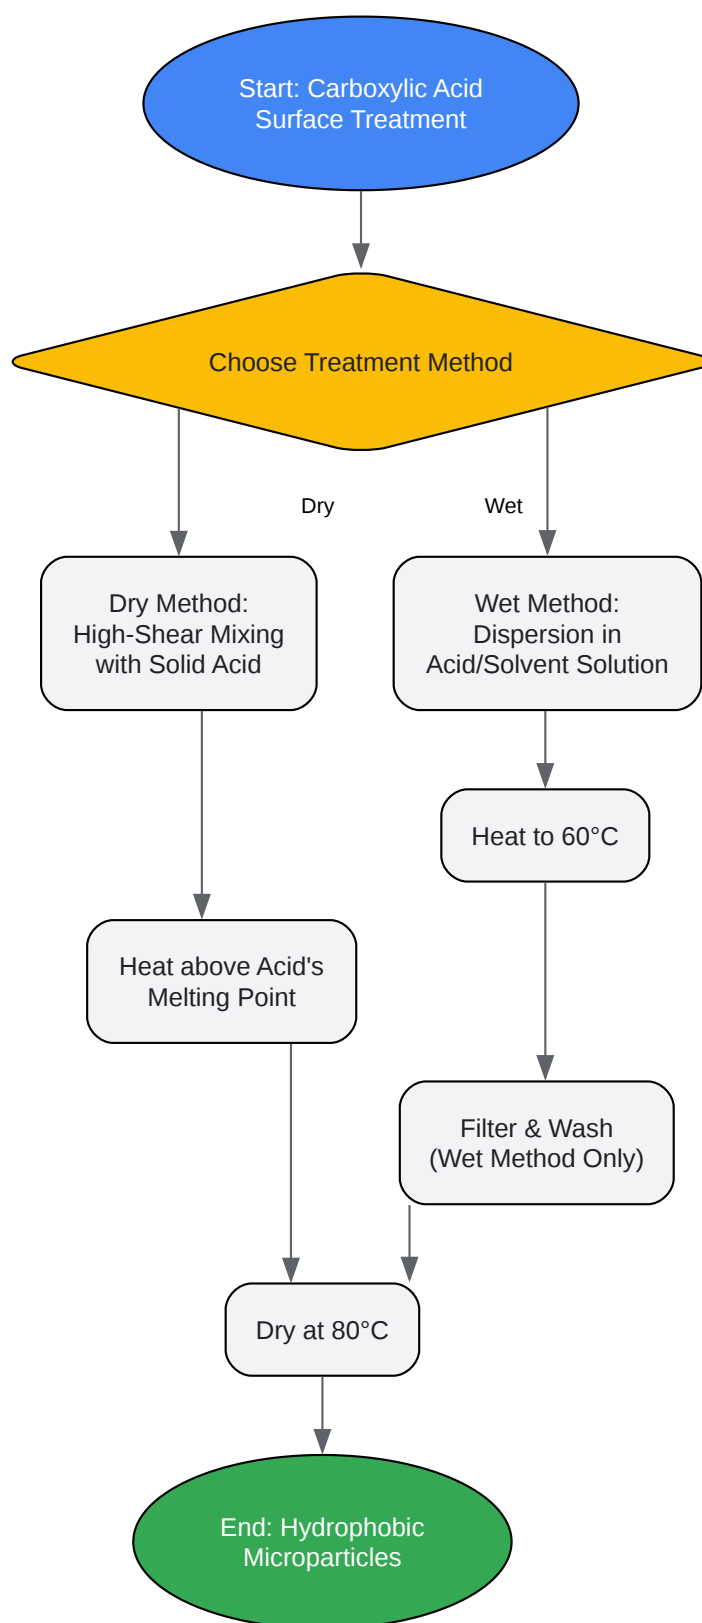 Start: Carboxylic Acid
Surface Treatment
Choose Treatment Method
Dry
Wet
Dry Method:
High-Shear Mixing
with Solid Acid
Wet Method:
Dispersion in
Acid/Solvent Solution
Heat to 60°C
Heat above Acid's
Melting Point
Filter & Wash
(Wet Method Only)
Dry at 80°C
End: Hydrophobic
Microparticles